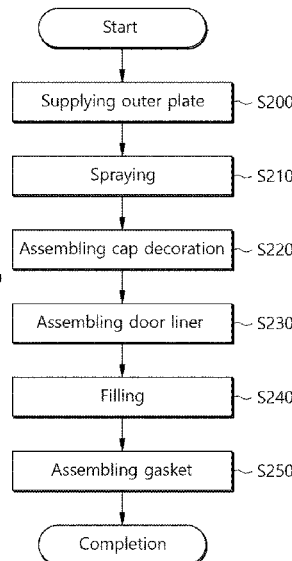 Start
Supplying outer plate S200
Spraying S210
Assembling cap decoration S220
Assembling door liner S230
Filling S240
Assembling gasket S250
Completion